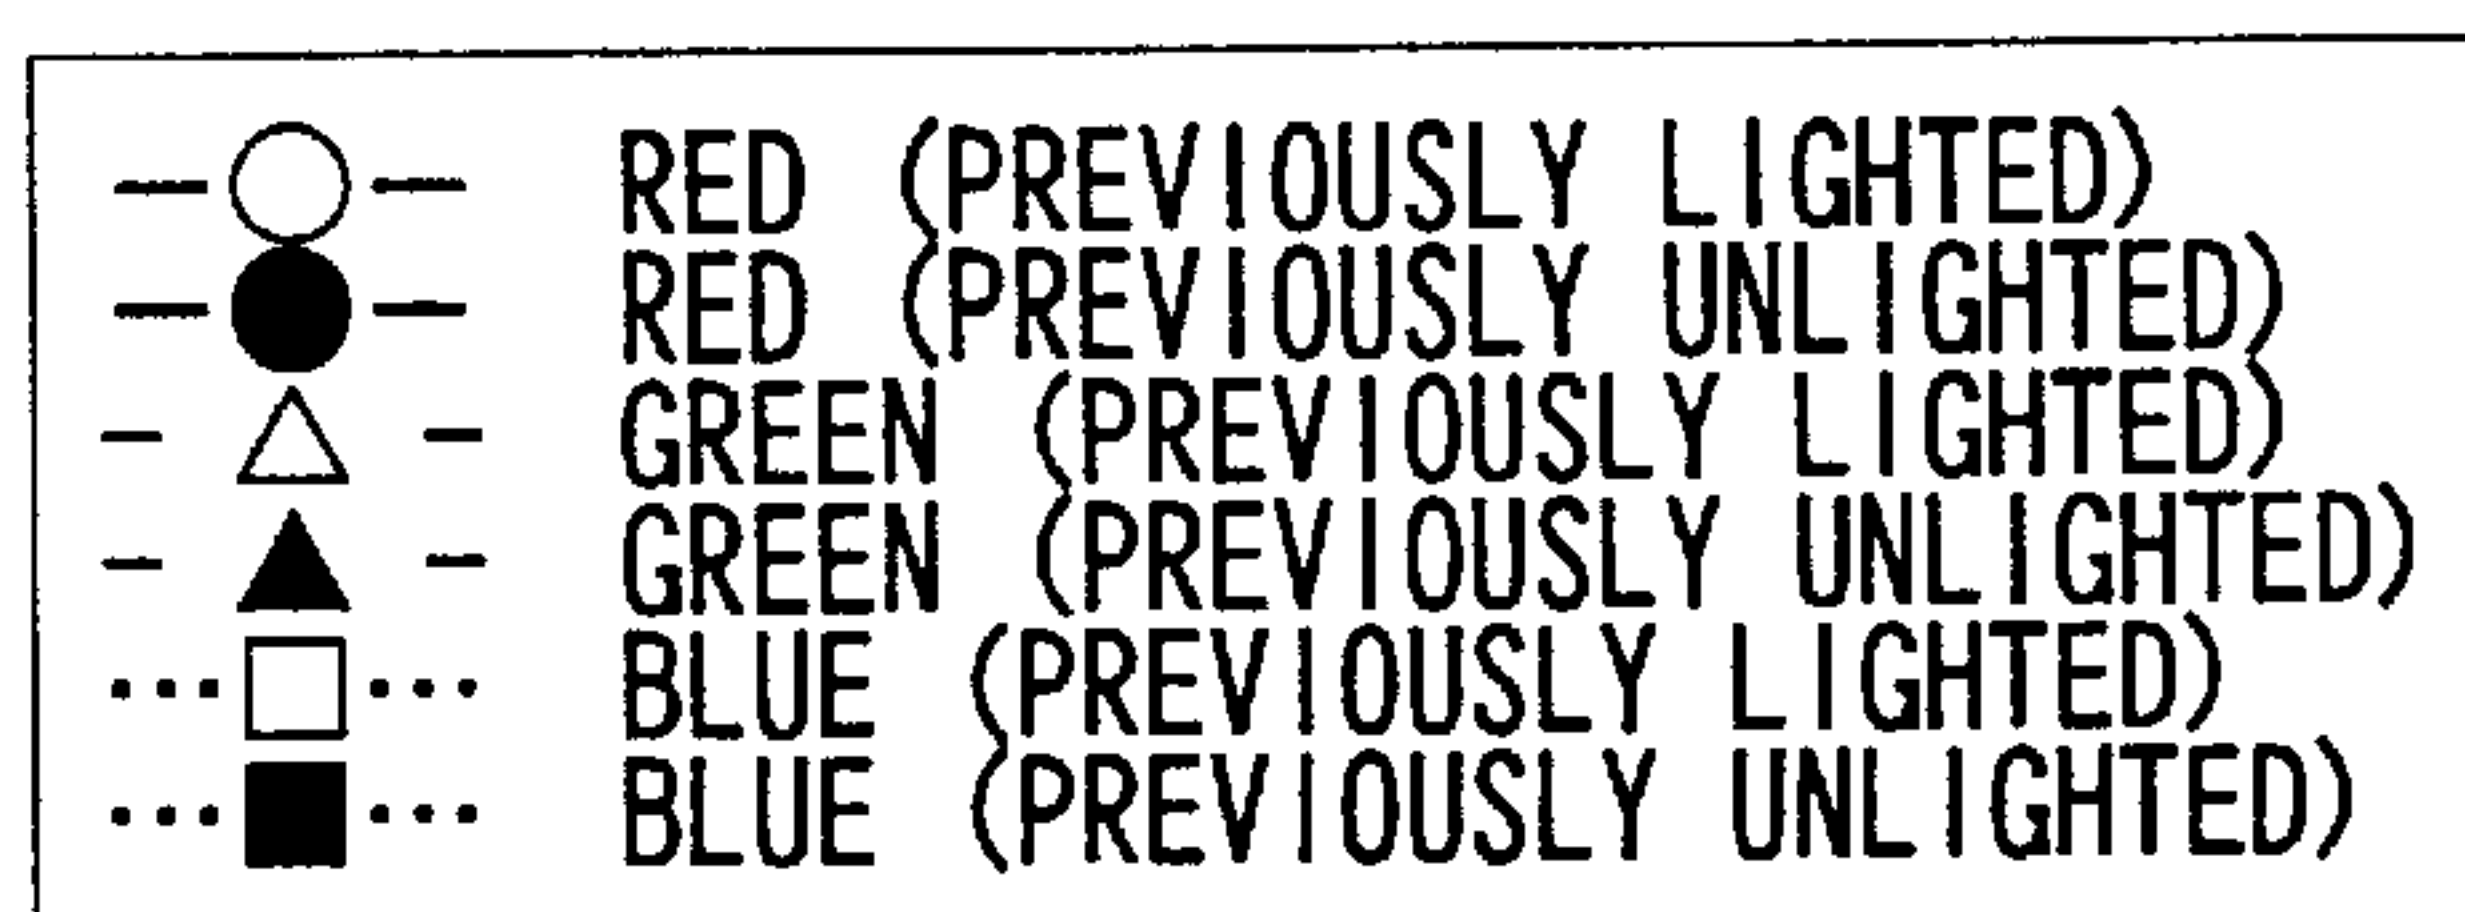 RED (PREVIOUSLY LIGHTED)
RED (PREVIOUSLY UNLIGHTED)
GREEN (PREVIOUSLY LIGHTED)
GREEN (PREVIOUSLY UNLIGHTED)
BLUE (PREVIOUSLY LIGHTED)
BLUE (PREVIOUSLY UNLIGHTED)